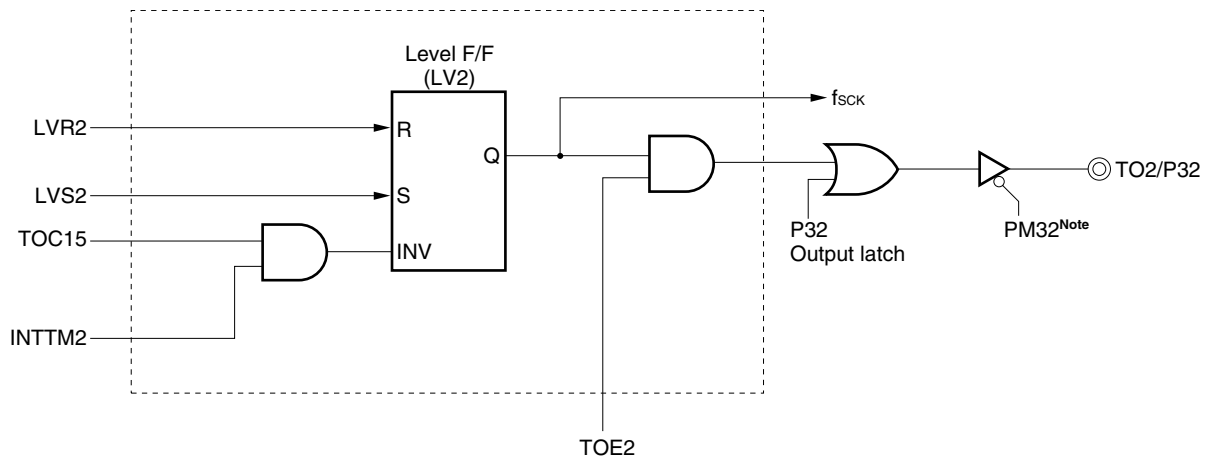 Level F/F
(LV2)
fSCK
LVR2
R
Q
TO2/P32
LVS2
S
P32
Output latch
PM32Note
TOC15
INV
INTTM2
TOE2